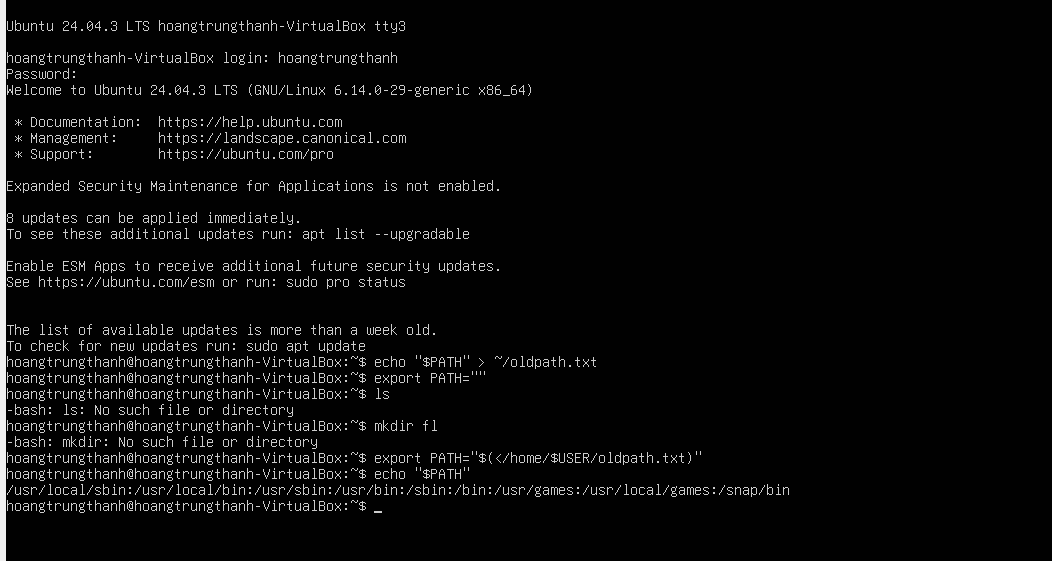 Ubuntu 24.04.3 LTS hoangtrungthanh-VirtualBox tty3
hoangtrungthanh-VirtualBox login: hoangtrungthanh
Password:
Welcome to Ubuntu 24.04.3 LTS (GNU/Linux 6.14.0-29-generic x86_64)
* Documentation:  https://help.ubuntu.com
* Management:     https://landscape.canonical.com
* Support:        https://ubuntu.com/pro
Expanded Security Maintenance for Applications is not enabled.
8 updates can be applied immediately.
To see these additional updates run: apt list --upgradable
Enable ESM Apps to receive additional future security updates.
See https://ubuntu.com/esm or run: sudo pro status
The list of available updates is more than a week old.
To check for new updates run: sudo apt update
hoangtrungthanh@hoangtrungthanh-VirtualBox:~$ echo "$PATH" > ~/oldpath.txt
hoangtrungthanh@hoangtrungthanh-VirtualBox:~$ export PATH=""
hoangtrungthanh@hoangtrungthanh-VirtualBox:~$ ls
-bash: ls: No such file or directory
hoangtrungthanh@hoangtrungthanh-VirtualBox:~$ mkdir fl
-bash: mkdir: No such file or directory
hoangtrungthanh@hoangtrungthanh-VirtualBox:~$ export PATH="$(</home/$USER/oldpath.txt)"
hoangtrungthanh@hoangtrungthanh-VirtualBox:~$ echo "$PATH"
/usr/local/sbin:/usr/local/bin:/usr/sbin:/usr/bin:/sbin:/bin:/usr/games:/usr/local/games:/snap/bin
hoangtrungthanh@hoangtrungthanh-VirtualBox:~$ _